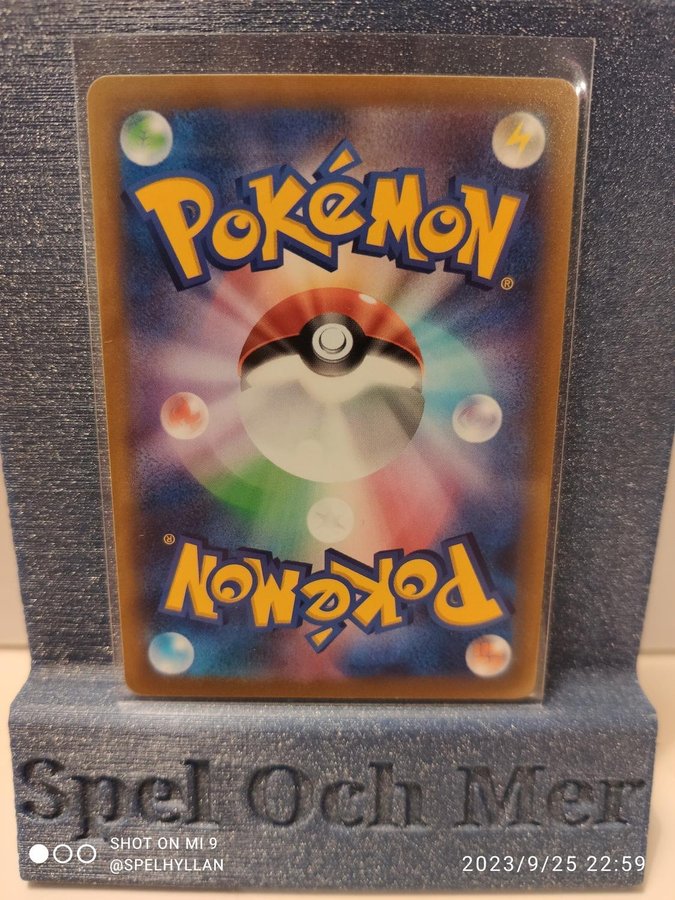 POKéMON
®
®
POKéMON
Spel Och Mer
SHOT ON MI 9
@SPELHYLLAN
2023/9/25 22:59